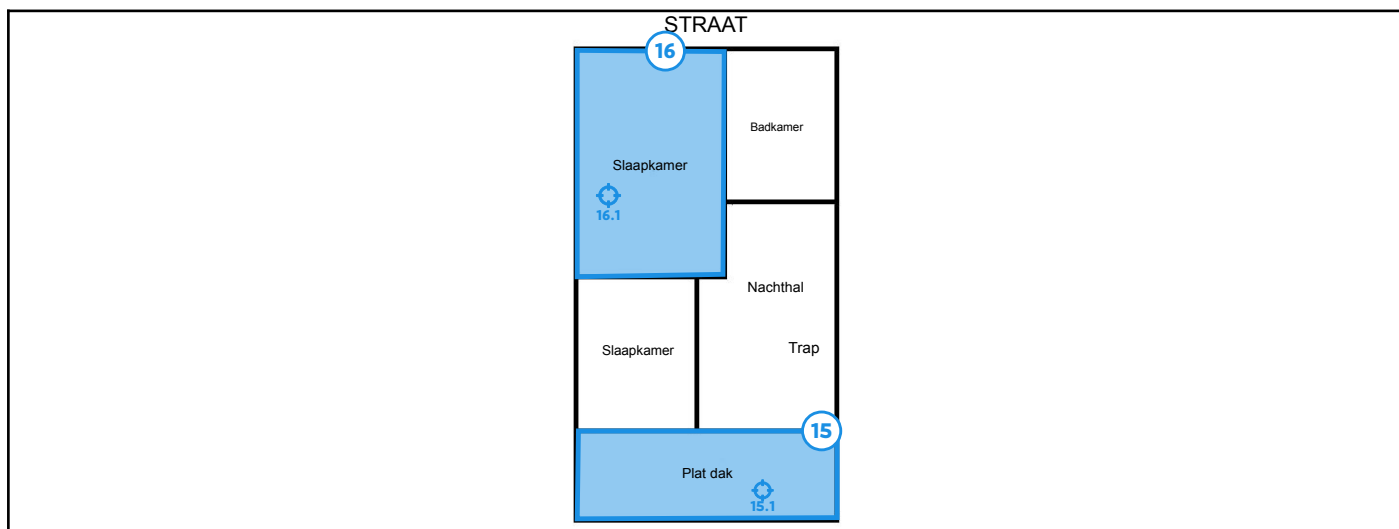 STRAAT
16
Badkamer
Slaapkamer
16.1
Nachthal
Slaapkamer
Trap
15
Plat dak
15.1